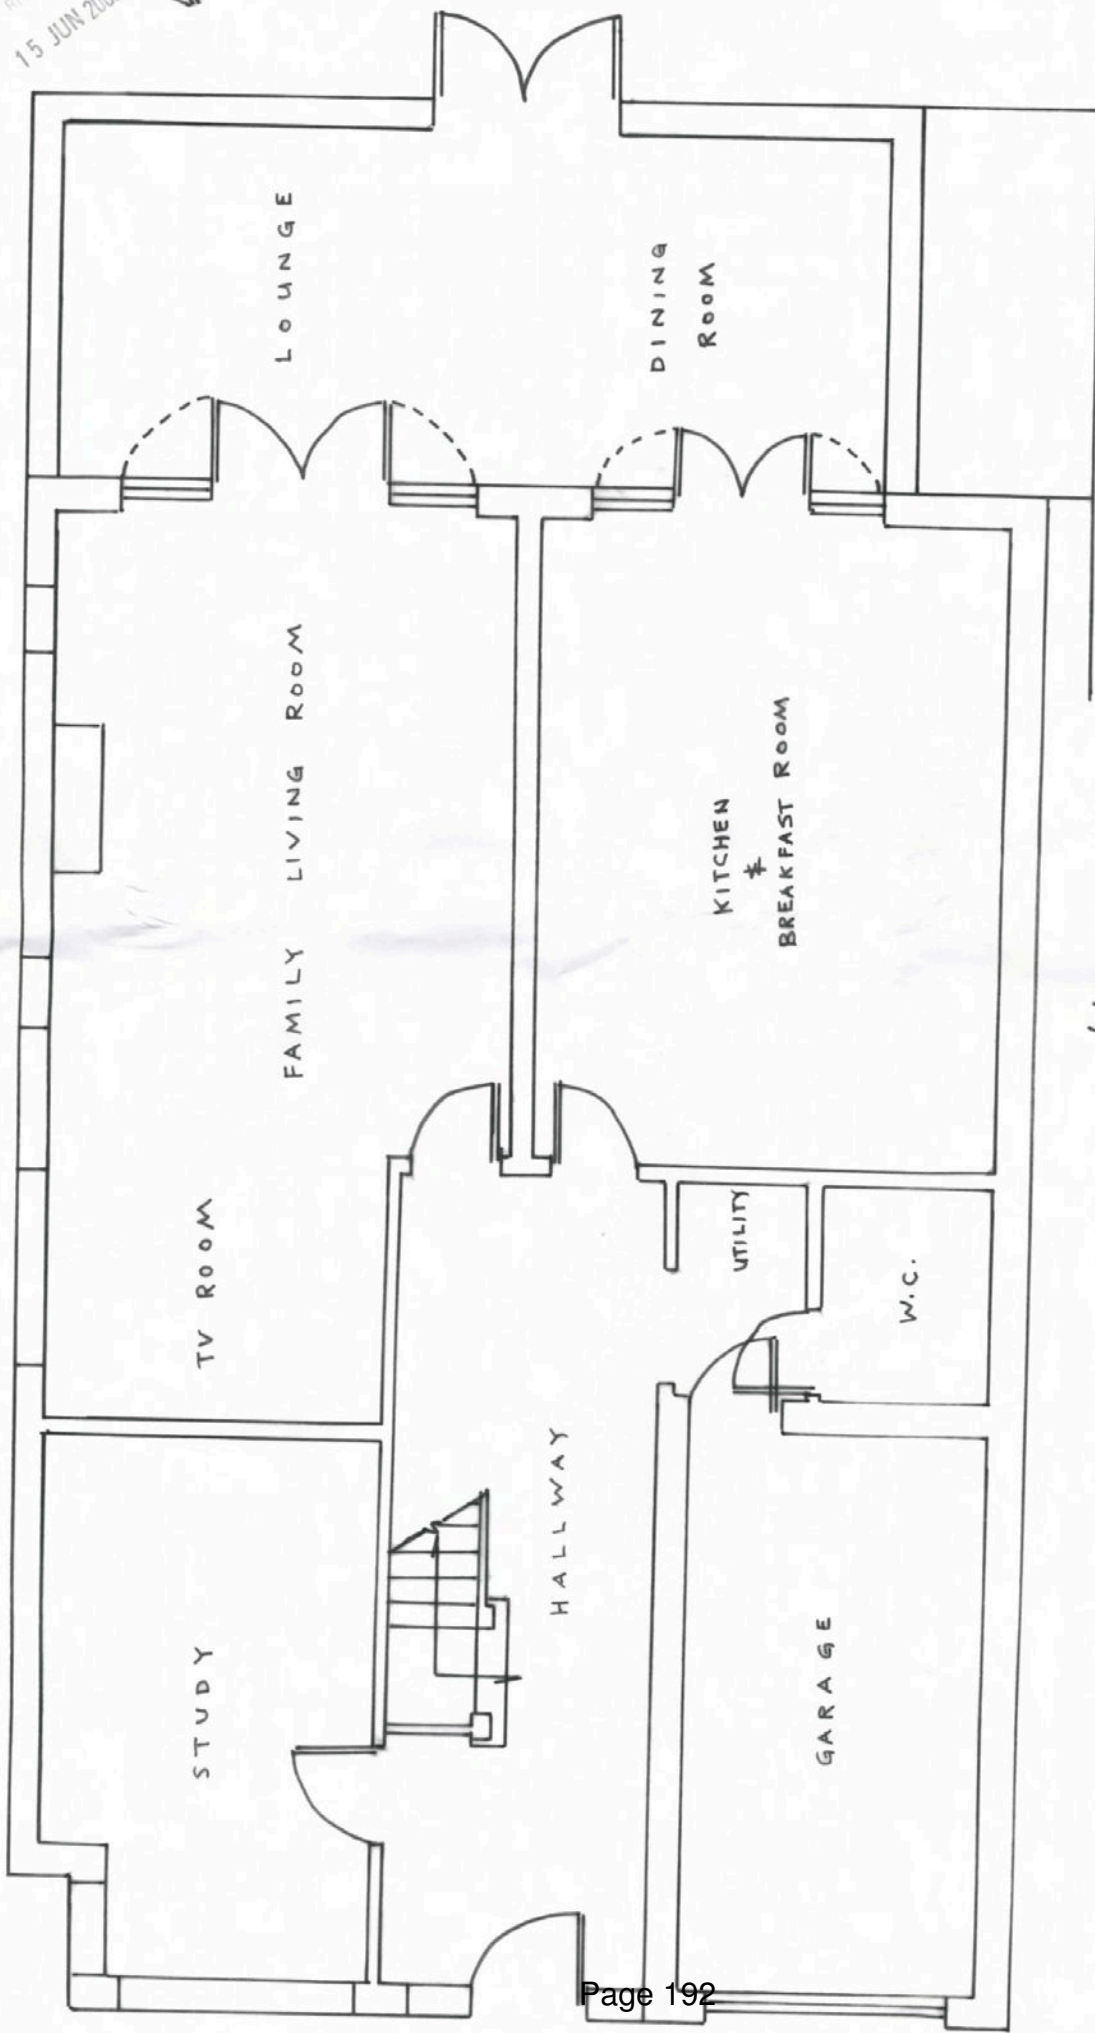 15 JUN 200
LOUNGE
DINING
ROOM
FAMILY LIVING ROOM
KITCHEN
&
BREAKFAST ROOM
TV ROOM
UTILITY
W.C.
HALLWAY
STUDY
GARAGE
Page 192